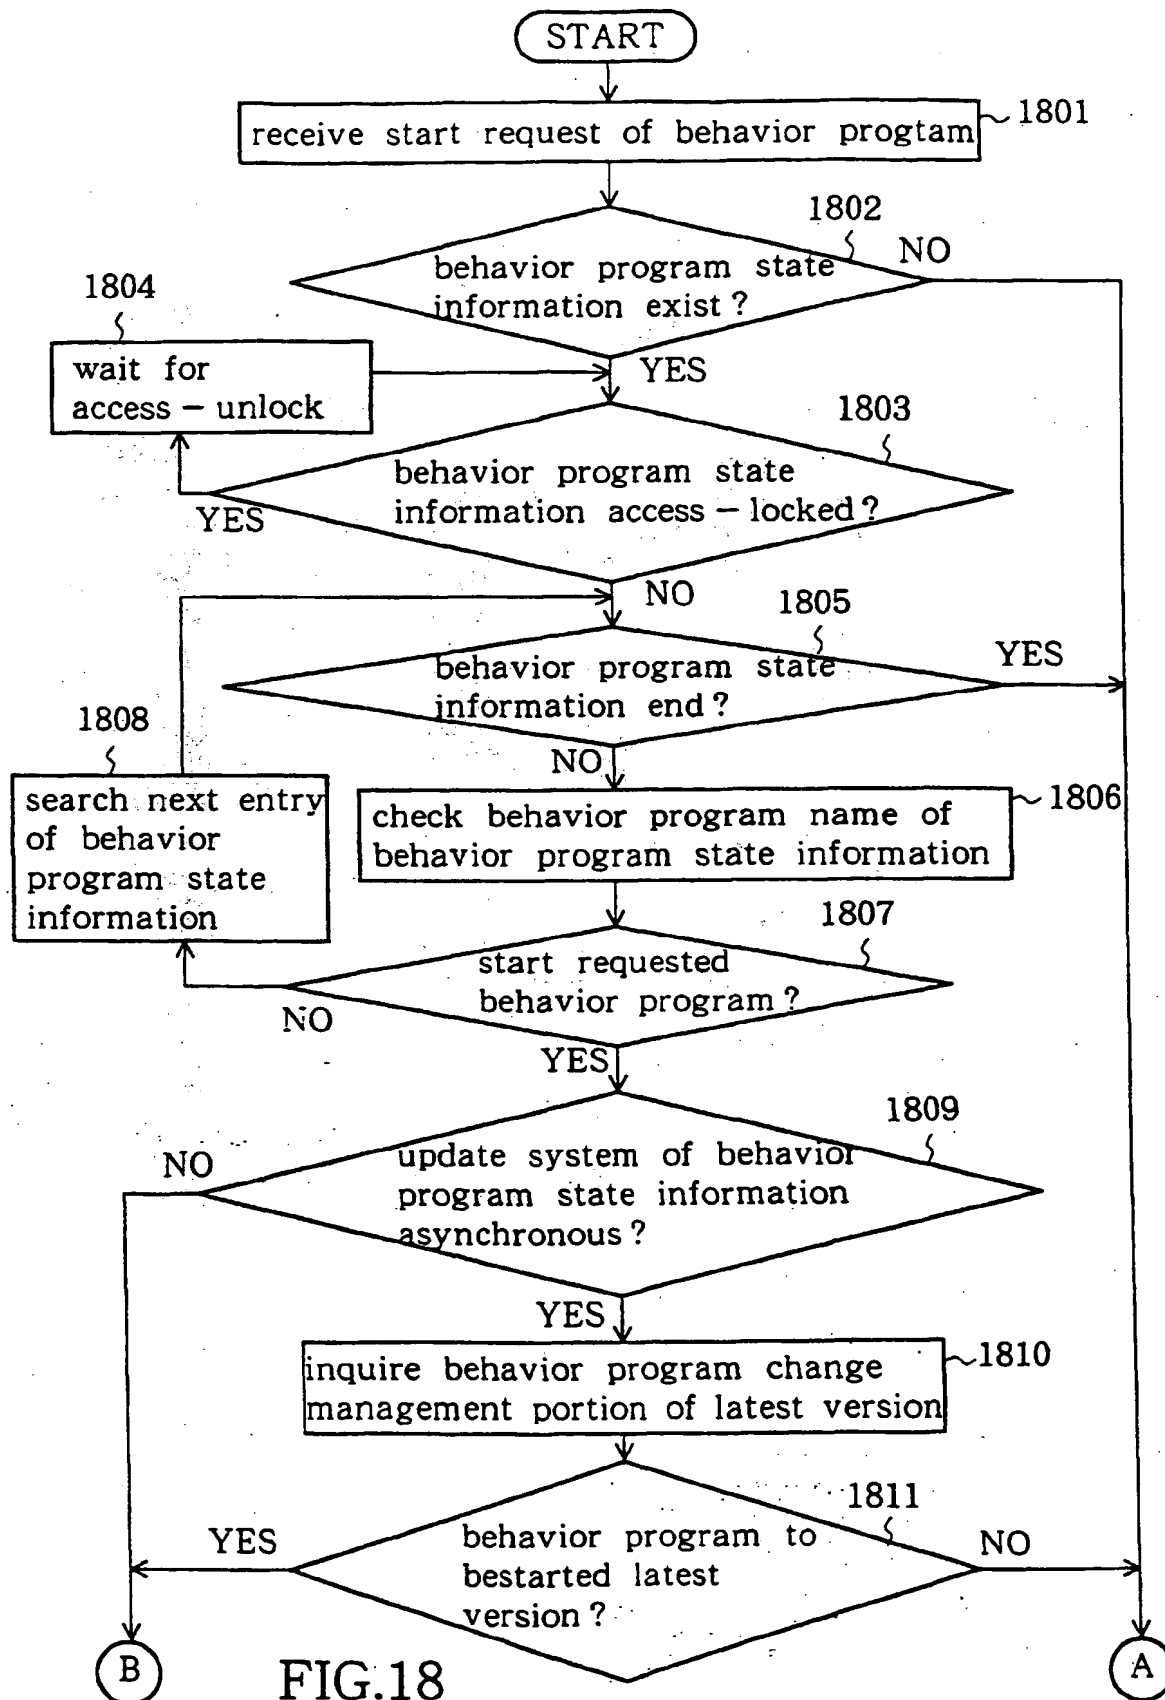 START
receive start request of behavior progtam
1801
1802
behavior program state
information exist ?
NO
YES
1804
wait for
access – unlock
1803
behavior program state
information access – locked ?
YES
NO
1805
behavior program state
information end ?
YES
NO
1808
search next entry
of behavior
program state
information
check behavior program name of
behavior program state information
1806
1807
start requested
behavior program ?
NO
YES
1809
update system of behavior
program state information
asynchronous ?
NO
YES
inquire behavior program change
management portion of latest version
1810
1811
behavior program to
bestarted latest
version ?
YES
NO
B
A
FIG.18